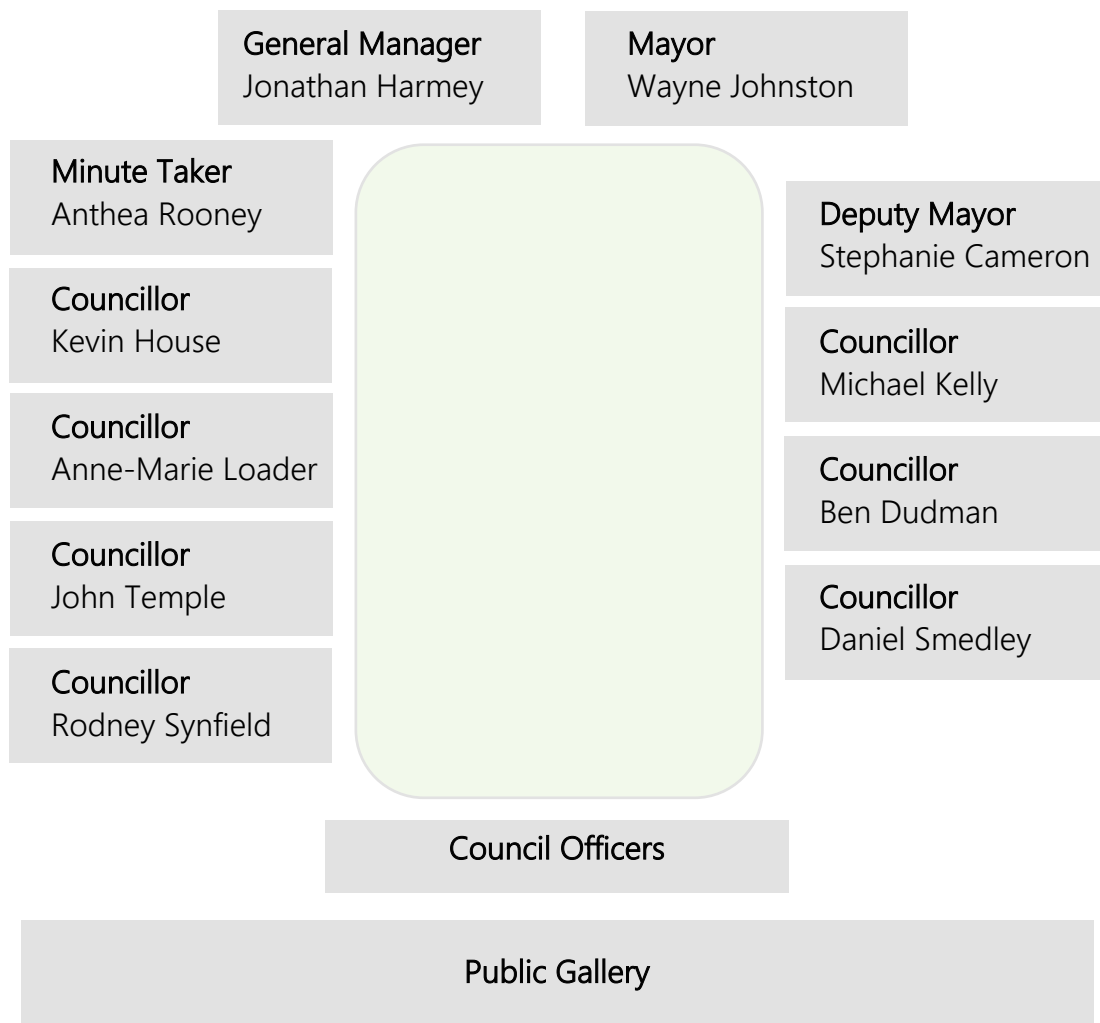 General Manager
Jonathan Harmey
Mayor
Wayne Johnston
Minute Taker
Anthea Rooney
Councillor
Kevin House
Councillor
Anne-Marie Loader
Councillor
John Temple
Councillor
Rodney Synfield
Deputy Mayor
Stephanie Cameron
Councillor
Michael Kelly
Councillor
Ben Dudman
Councillor
Daniel Smedley
Council Officers
Public Gallery